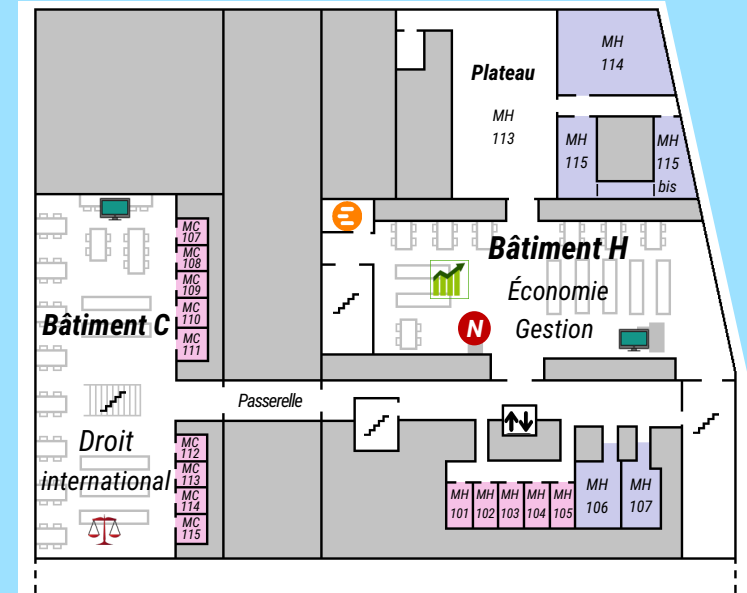 MH
114
Plateau
MH
113
MH
115
MH
115
bis
MC
107
MC
108
MC
109
MC
110
MC
111
Bâtiment C
Bâtiment H
Économie
Gestion
N
Passerelle
Droit
international
MC
112
MC
113
MC
114
MC
115
MH
101
MH
102
MH
103
MH
104
MH
105
MH
106
MH
107